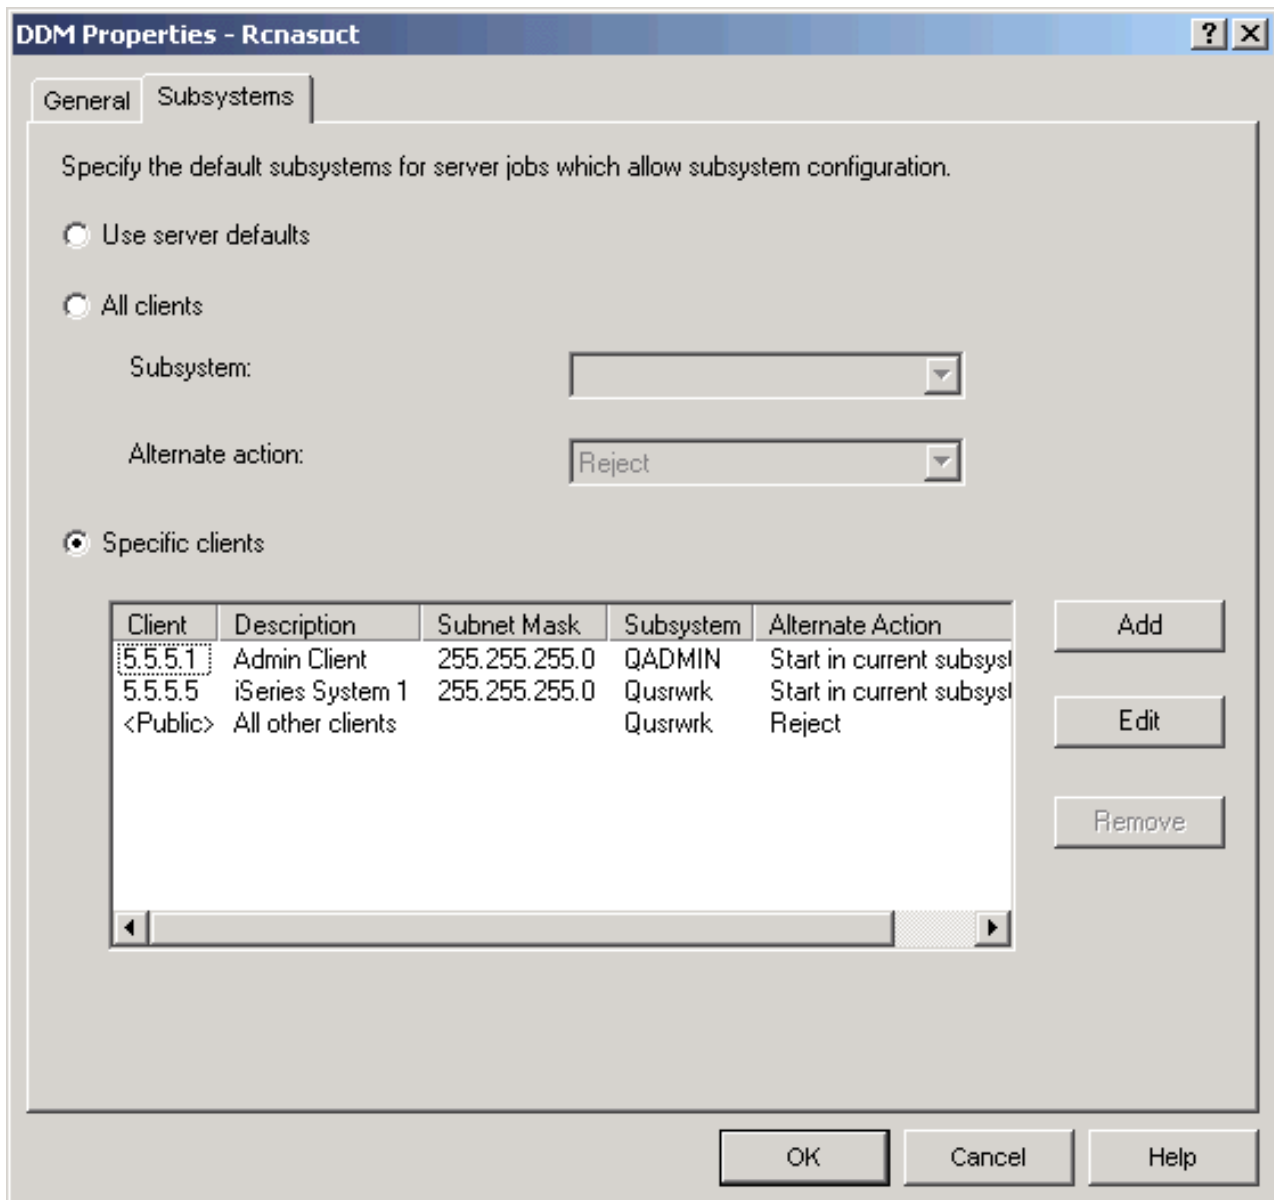 DDM Properties - Rcnasoct
General
Subsystems
Specify the default subsystems for server jobs which allow subsystem configuration.
Use server defaults
All clients
Subsystem:
Alternate action:
Reject
Specific clients
Client Description Subnet Mask Subsystem Alternate Action
5.5.5.1 Admin Client 255.255.255.0 QADMIN Start in current subsyst
5.5.5.5 iSeries System 1 255.255.255.0 Qusrwrk Start in current subsyst
<Public> All other clients Qusrwrk Reject
Add
Edit
Remove
OK
Cancel
Help